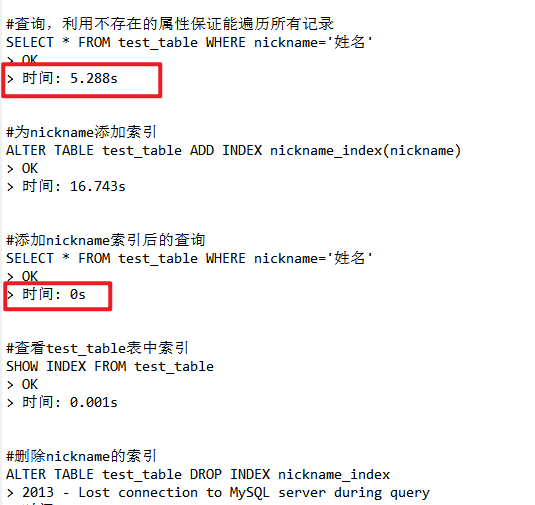 #查询，利用不存在的属性保证能遍历所有记录
SELECT * FROM test_table WHERE nickname='姓名'
> OK
> 时间: 5.288s
#为nickname添加索引
ALTER TABLE test_table ADD INDEX nickname_index(nickname)
> OK
> 时间: 16.743s
#添加nickname索引后的查询
SELECT * FROM test_table WHERE nickname='姓名'
> OK
> 时间: 0s
#查看test_table表中索引
SHOW INDEX FROM test_table
> OK
> 时间: 0.001s
#删除nickname的索引
ALTER TABLE test_table DROP INDEX nickname_index
> 2013 - Lost connection to MySQL server during query